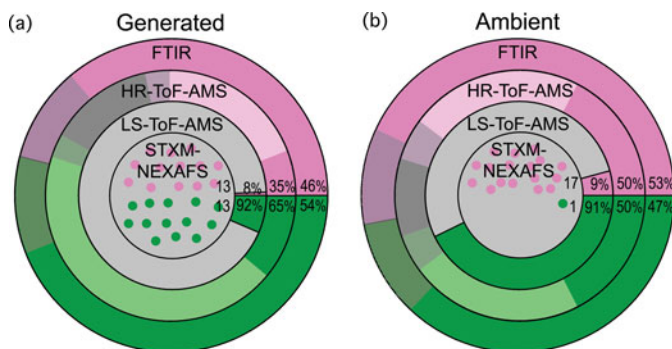 (a) Generated
FTIR
HR-ToF-AMS
LS-ToF-AMS
STXM-
NEXAFS
13 8% 35% 46%
13 92% 65% 54%
(b) Ambient
FTIR
HR-ToF-AMS
LS-ToF-AMS
STXM-
NEXAFS
17 9% 50% 53%
1 91% 50% 47%